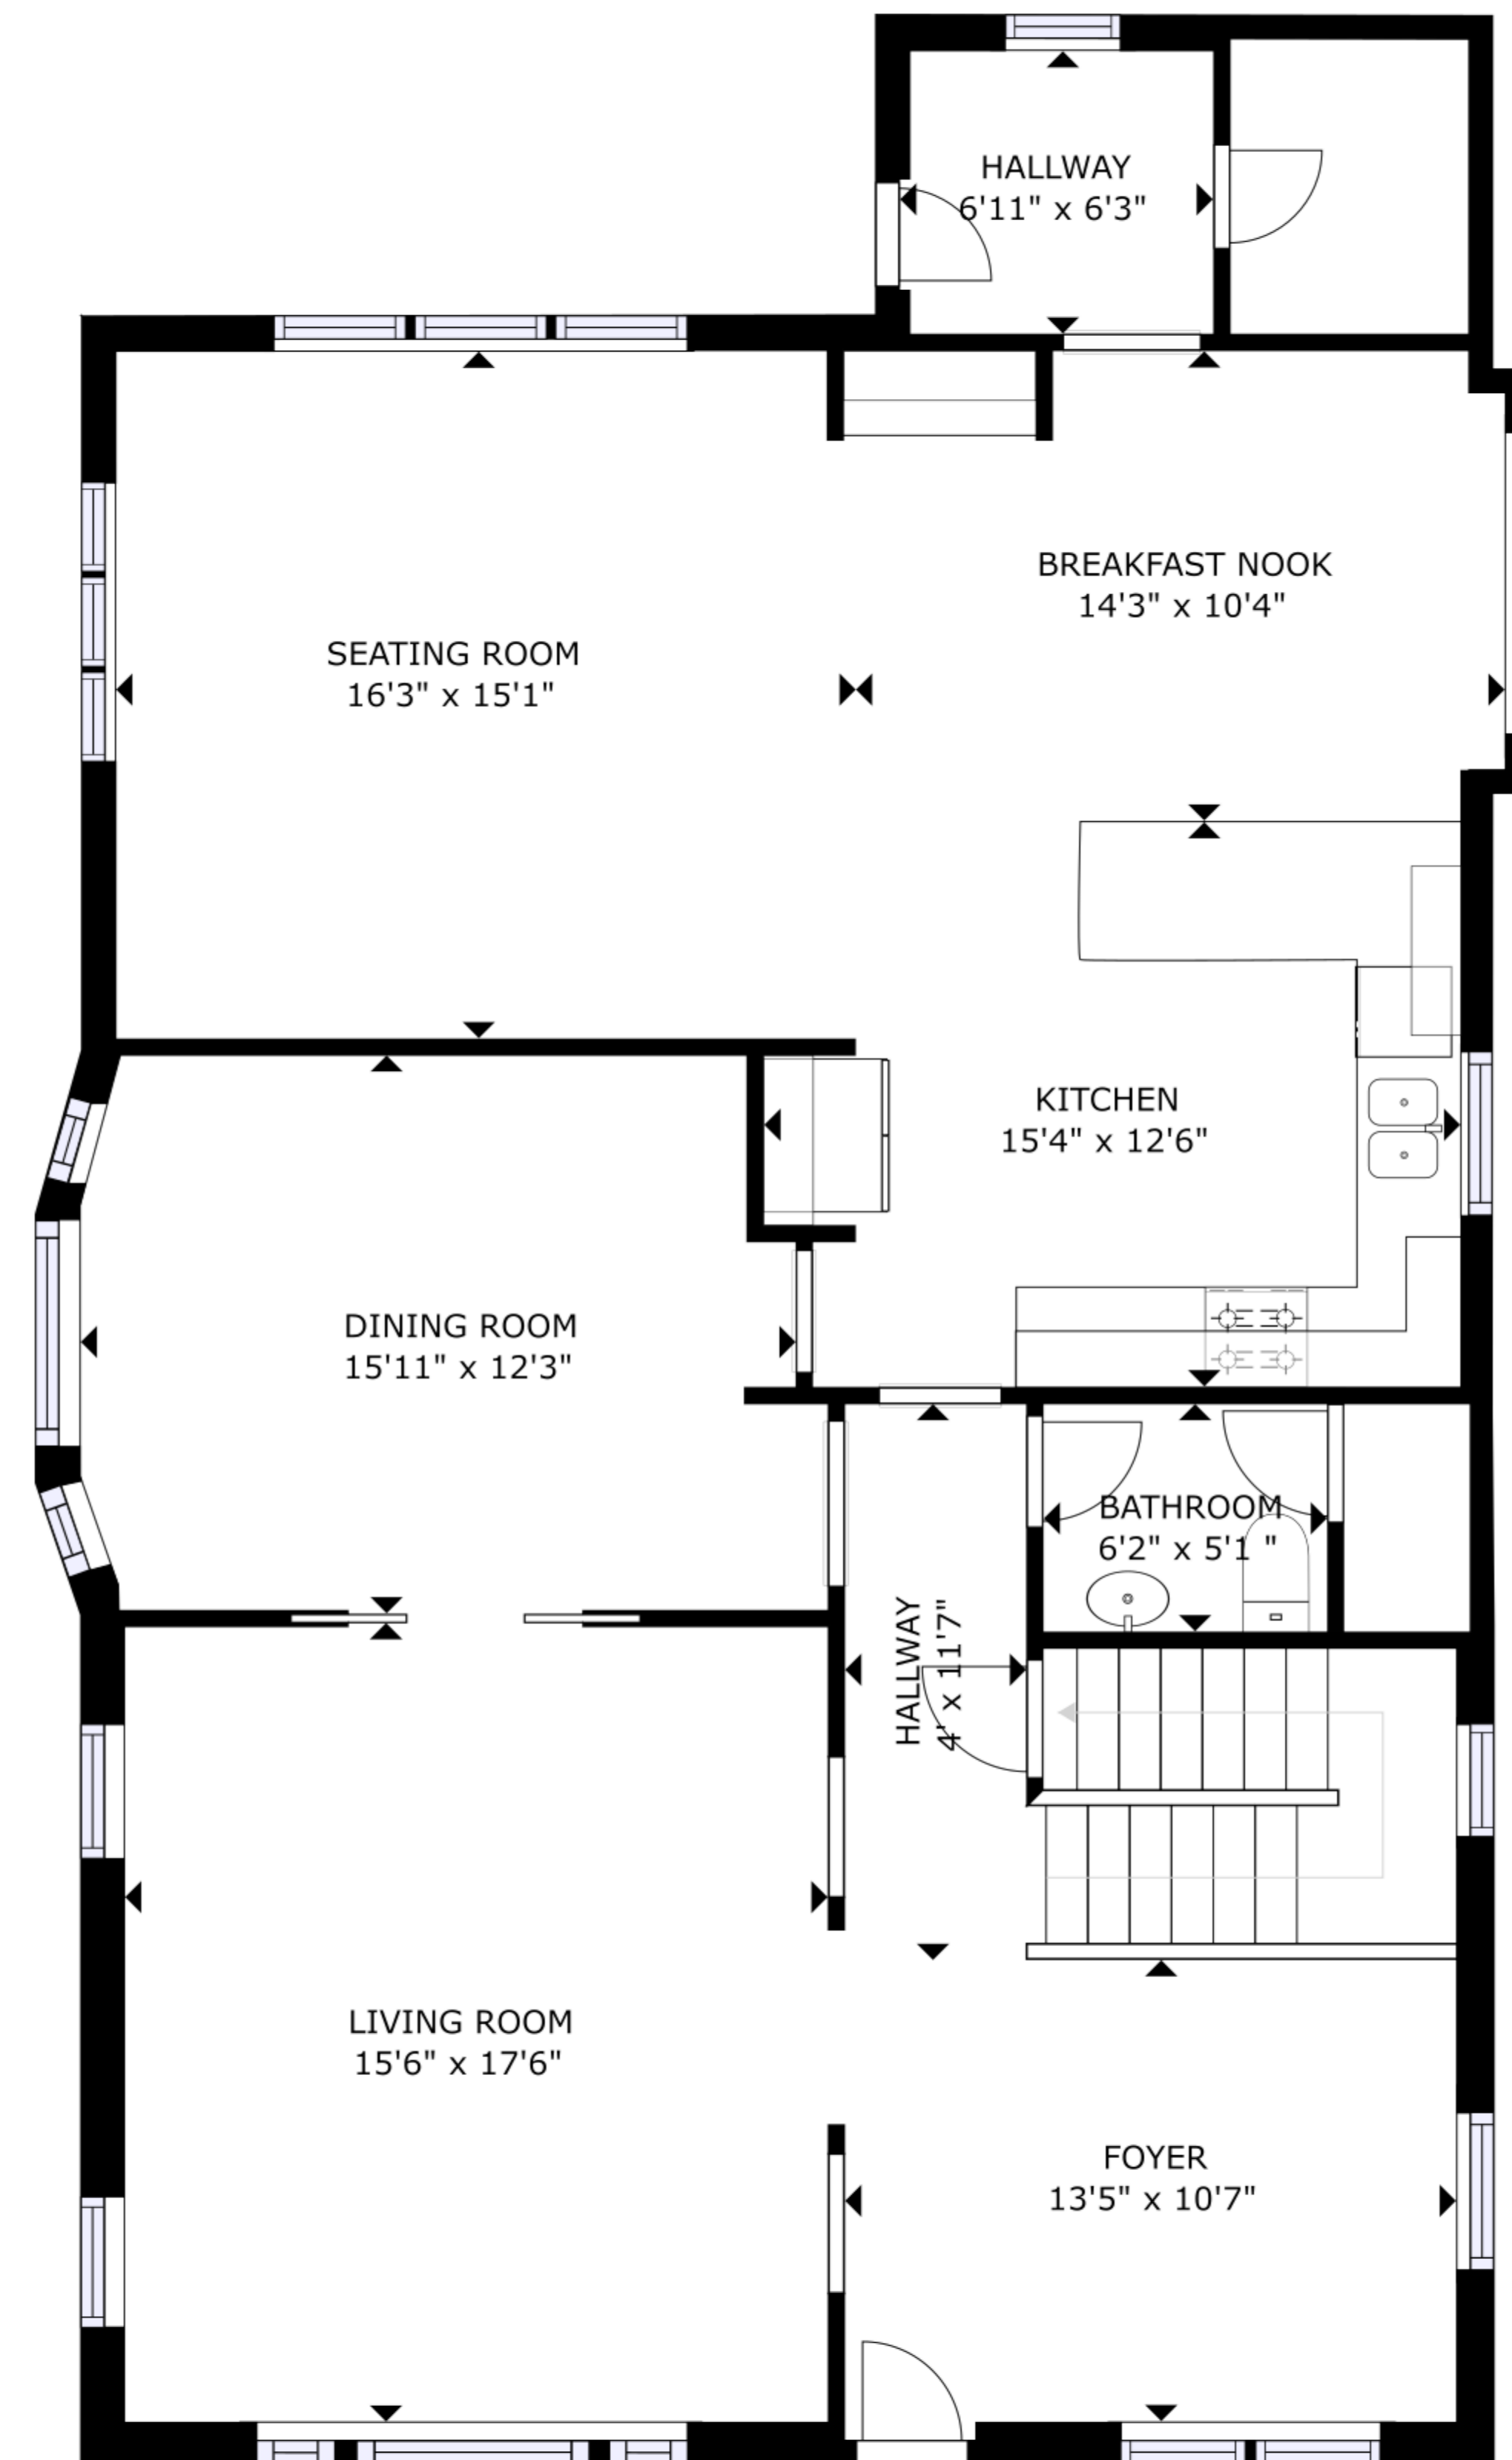 HALLWAY
6'11" x 6'3"
BREAKFAST NOOK
14'3" x 10'4"
SEATING ROOM
16'3" x 15'1"
KITCHEN
15'4" x 12'6"
DINING ROOM
15'11" x 12'3"
BATHROOM
6'2" x 5'1 "
HALLWAY
4' x 11'7"
LIVING ROOM
15'6" x 17'6"
FOYER
13'5" x 10'7"